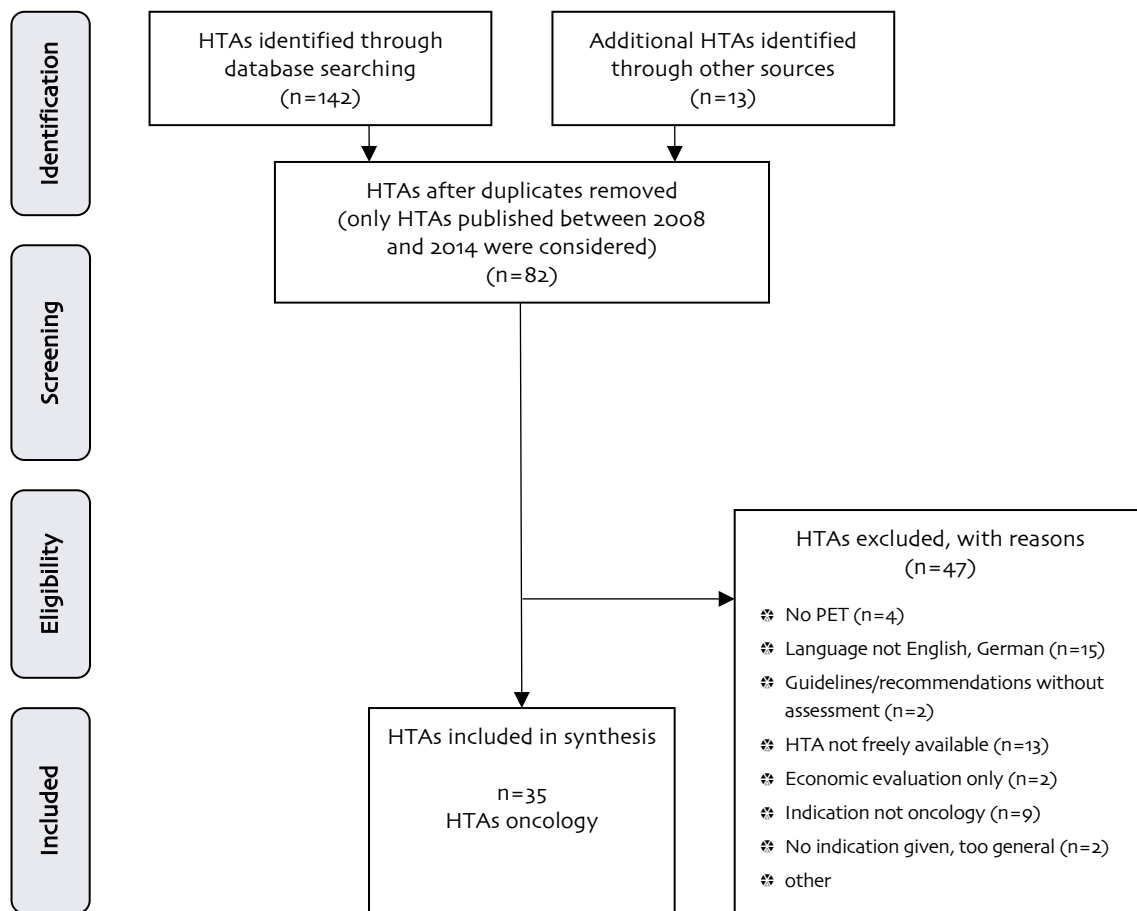 Identification
HTAs identified through
database searching
(n=142)
Additional HTAs identified
through other sources
(n=13)
HTAs after duplicates removed
(only HTAs published between 2008
and 2014 were considered)
(n=82)
Screening
Eligibility
HTAs excluded, with reasons
(n=47)
No PET (n=4)
Language not English, German (n=15)
Guidelines/recommendations without
assessment (n=2)
HTA not freely available (n=13)
Economic evaluation only (n=2)
Indication not oncology (n=9)
No indication given, too general (n=2)
other
Included
HTAs included in synthesis
n=35
HTAs oncology